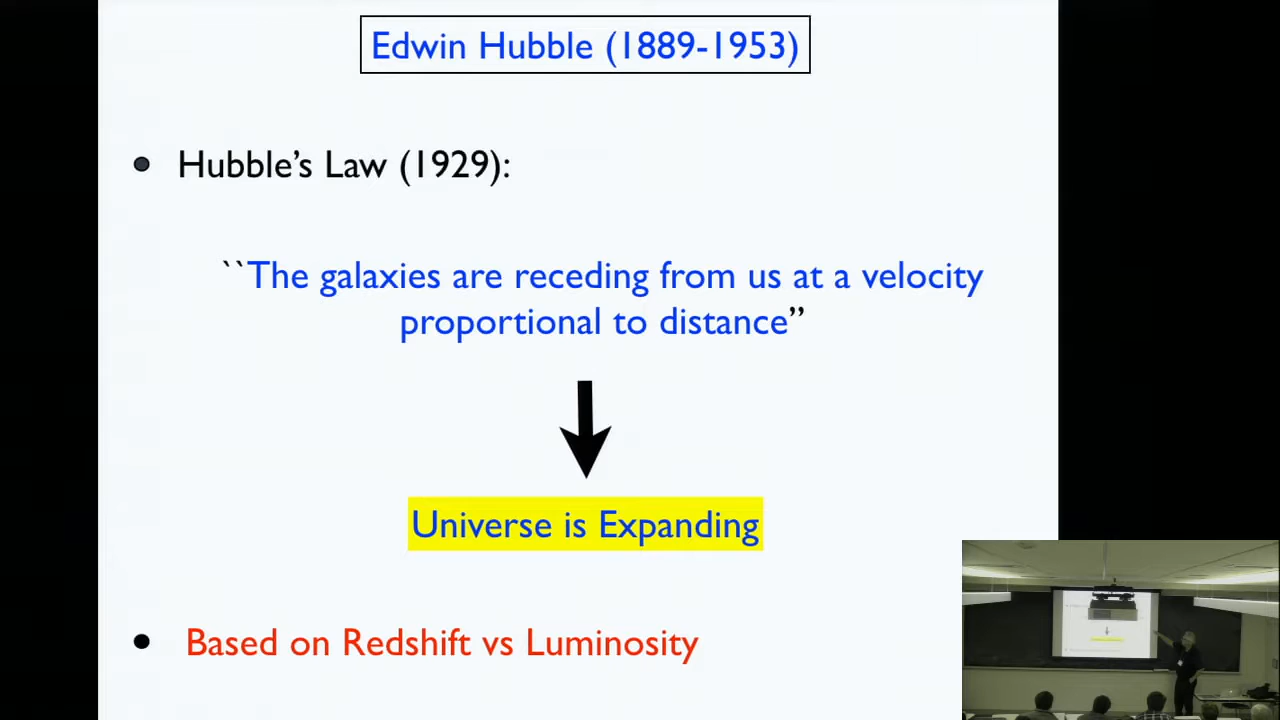 Edwin Hubble (1889-1953)
• Hubble’s Law (1929):
``The galaxies are receding from us at a velocity
proportional to distance”
Universe is Expanding
• Based on Redshift vs Luminosity